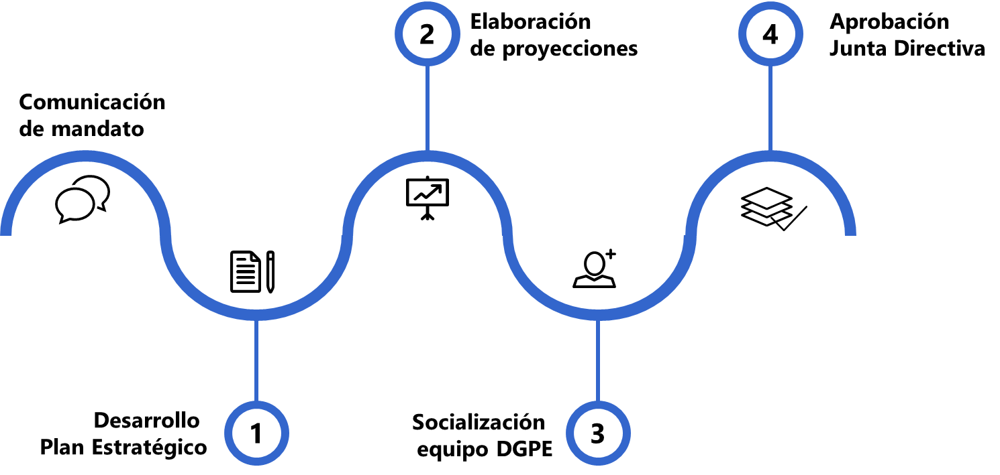 Comunicación
de mandato
1
Desarrollo
Plan Estratégico
2
Elaboración
de proyecciones
3
Socialización
equipo DGPE
4
Aprobación
Junta Directiva